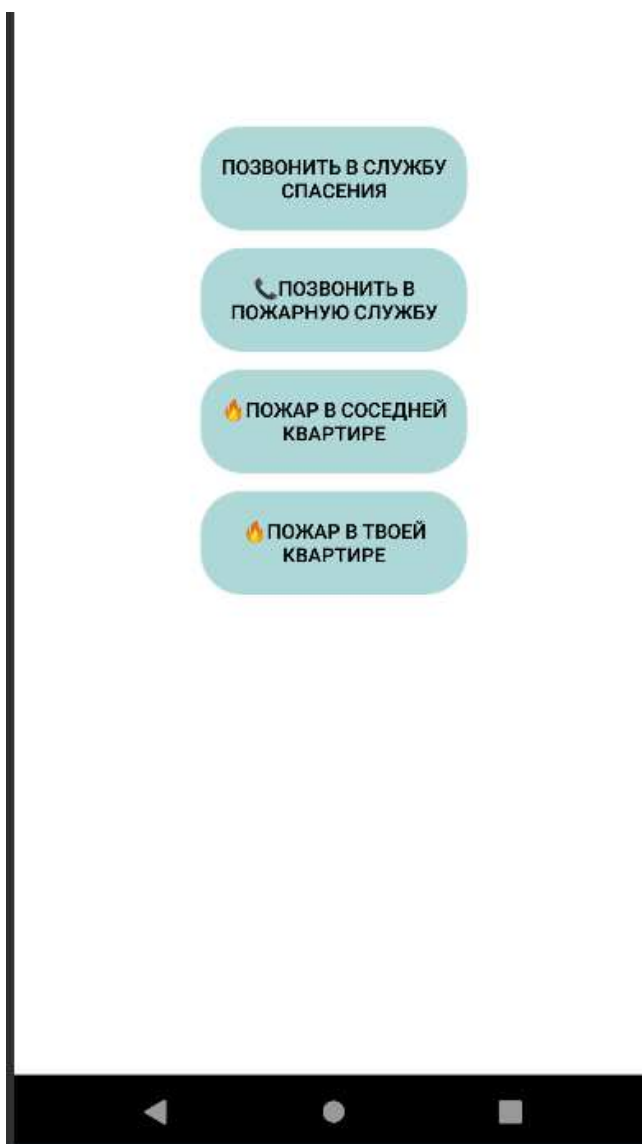 ПОЗВОНИТЬ В СЛУЖБУ
СПАСЕНИЯ
📞ПОЗВОНИТЬ В
ПОЖАРНУЮ СЛУЖБУ
🔥ПОЖАР В СОСЕДНЕЙ
КВАРТИРЕ
🔥ПОЖАР В ТВОЕЙ
КВАРТИРЕ